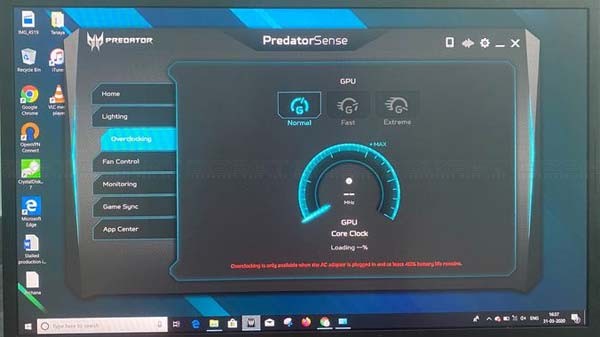 IMG_4519
Tanaya
PREDATOR
PredatorSense
Recycle Bin
iTunes
GPU
Home
Google Chrome
VLC media player
Normal
Fast
Extreme
Lighting
Overclocking
+ MAX
OpenVPN Connect
Fan Control
CrystalDisk...
7
Monitoring
--
MHz
Microsoft Edge
Game Sync
GPU
Core Clock
App Center
Loading --%
Stalled production i...
Archana
Overclocking is only available when the AC adapter is plugged in and at least 40% battery life remains.
Type here to search
ENG
16:37
31-05-2020